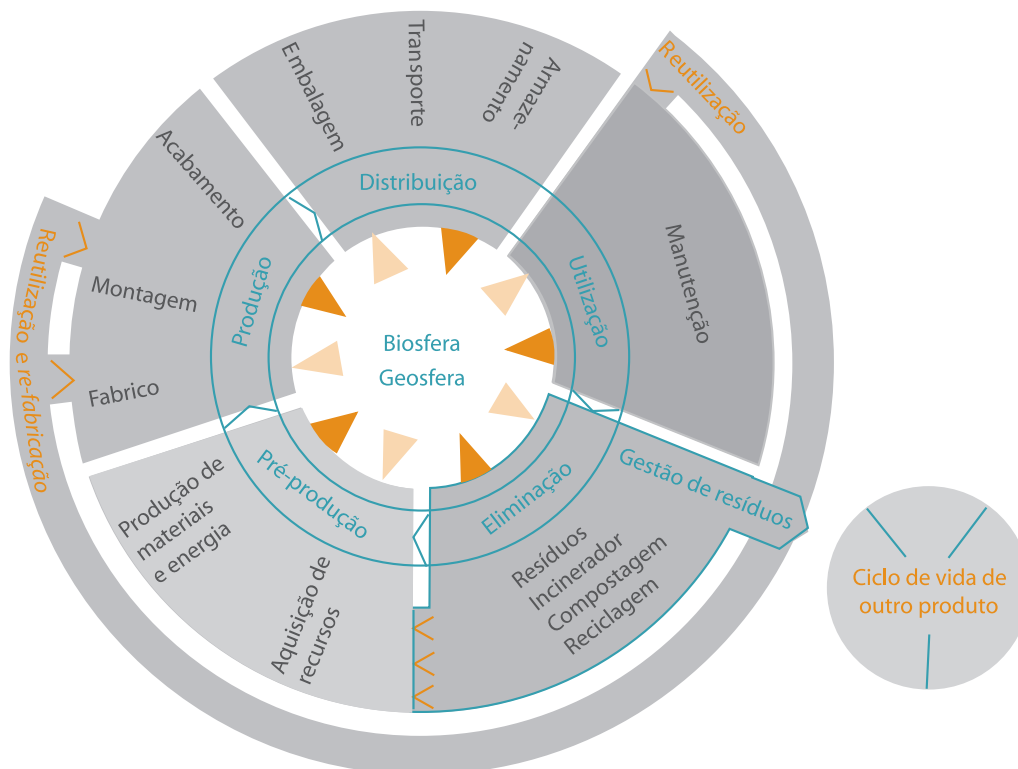 Embalagem
Transporte
Armaze-
namento
Reutilização
Acabamento
Montagem
Fabrico
Reutilização e re-fabricação
Distribuição
Produção
Utilização
Manutenção
Biosfera
Geosfera
Pré-produção
Eliminação
Gestão de resíduos
Produção de
materiais
e energia
Aquisição de
recursos
Resíduos
Incinerador
Compostagem
Reciclagem
Ciclo de vida de
outro produto